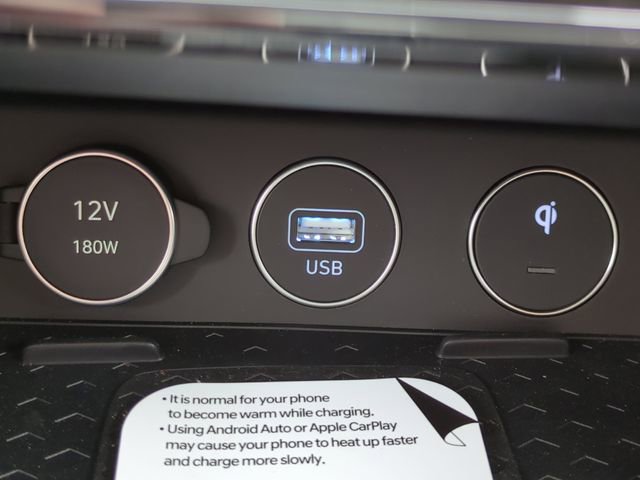 12V
180W
USB
qi
• It is normal for your phone
to become warm while charging.
• Using Android Auto or Apple CarPlay
may cause your phone to heat up faster
and charge more slowly.